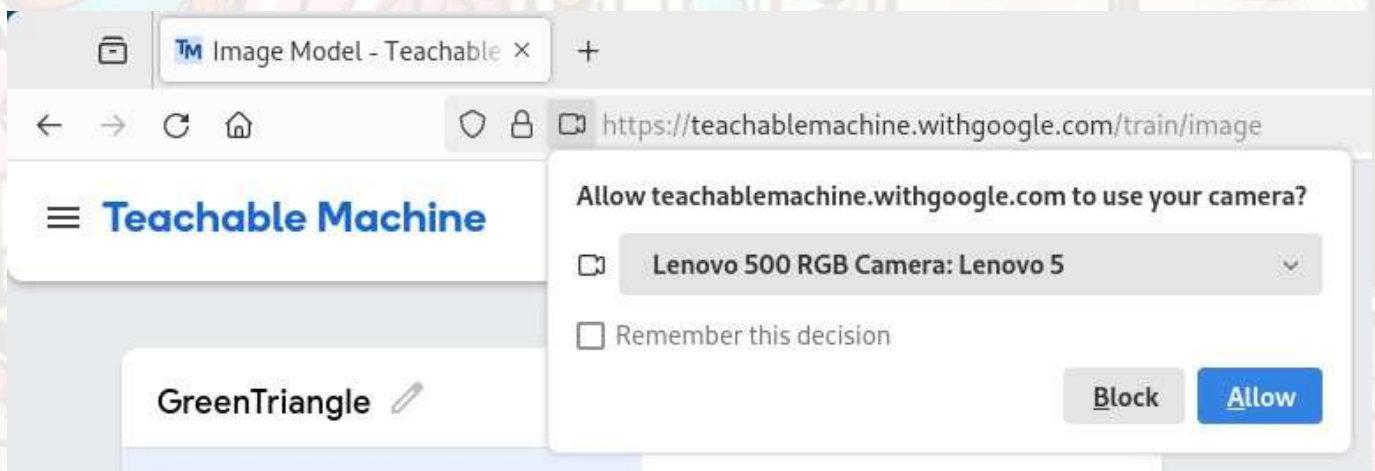 TM Image Model - Teachable
https://teachablemachine.withgoogle.com/train/image
Teachable Machine
Allow teachablemachine.withgoogle.com to use your camera?
Lenovo 500 RGB Camera: Lenovo 5
Remember this decision
GreenTriangle
Block Allow